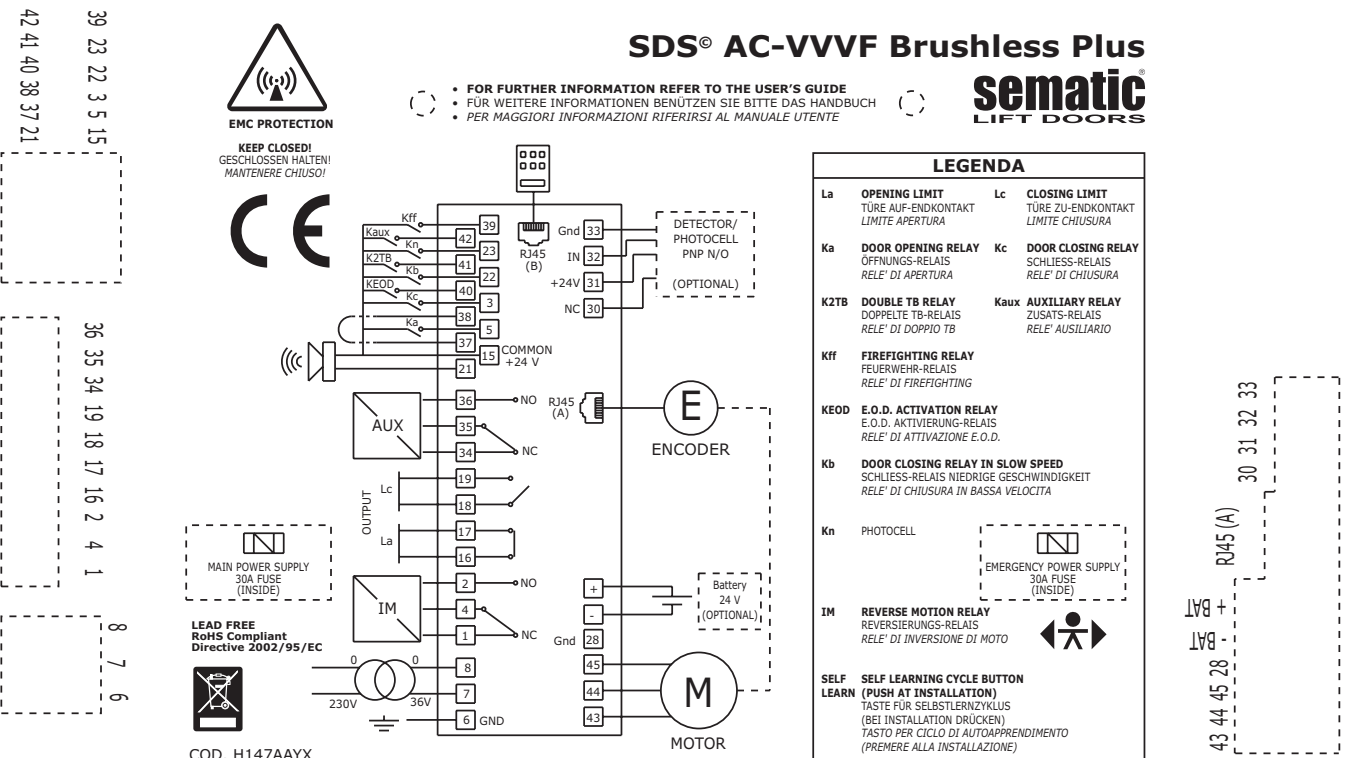 42 41 40 38 37 21
39 23 22 3 5 15
36 35 34 19 18 17 16 2 4 1
8 7 6
EMC PROTECTION
KEEP CLOSED!
GESCHLOSSEN HALTEN!
MANTENERE CHIUSO!
CE
SDS© AC-VVVF Brushless Plus
sematic®
LIFT DOORS
• FOR FURTHER INFORMATION REFER TO THE USER'S GUIDE
• FÜR WEITERE INFORMATIONEN BENÜTZEN SIE BITTE DAS HANDBUCH
• PER MAGGIORI INFORMAZIONI RIFERIRSI AL MANUALE UTENTE
Kff 39
Kaux 42
Kn 23
K2TB 41
Kb 22
KEOD 40
Kc 3
38
Ka 5
37
15 COMMON
+24 V
21
RJ45
(B)
Gnd 33
IN 32
+24V 31
NC 30
DETECTOR/
PHOTOCELL
PNP N/O
(OPTIONAL)
AUX
36 NO
35
34 NC
RJ45
(A)
E
ENCODER
OUTPUT
Lc
19
18
La
17
16
IM
2 NO
4
1 NC
+
-
Battery
24 V
(OPTIONAL)
Gnd 28
45
44
43
M
MOTOR
0 0
230V 36V
8
7
6 GND
MAIN POWER SUPPLY
30A FUSE
(INSIDE)
LEAD FREE
RoHS Compliant
Directive 2002/95/EC
COD. H147AAYX
LEGENDA
La OPENING LIMIT
TÜRE AUF-ENDKONTAKT
LIMITE APERTURA
Lc CLOSING LIMIT
TÜRE ZU-ENDKONTAKT
LIMITE CHIUSURA
Ka DOOR OPENING RELAY
ÖFFNUNGS-RELAIS
RELE' DI APERTURA
Kc DOOR CLOSING RELAY
SCHLIESS-RELAIS
RELE' DI CHIUSURA
K2TB DOUBLE TB RELAY
DOPPELTE TB-RELAIS
RELE' DI DOPPIO TB
Kaux AUXILIARY RELAY
ZUSATS-RELAIS
RELE' AUSILIARIO
Kff FIREFIGHTING RELAY
FEUERWEHR-RELAIS
RELE' DI FIREFIGHTING
KEOD E.O.D. ACTIVATION RELAY
E.O.D. AKTIVIERUNG-RELAIS
RELE' DI ATTIVAZIONE E.O.D.
Kb DOOR CLOSING RELAY IN SLOW SPEED
SCHLIESS-RELAIS NIEDRIGE GESCHWINDIGKEIT
RELE' DI CHIUSURA IN BASSA VELOCITA
Kn PHOTOCELL
EMERGENCY POWER SUPPLY
30A FUSE
(INSIDE)
IM REVERSE MOTION RELAY
REVERSIERUNGS-RELAIS
RELE' DI INVERSIONE DI MOTO
SELF LEARN SELF LEARNING CYCLE BUTTON
(PUSH AT INSTALLATION)
TASTE FÜR SELBSTLERNZYKLUS
(BEI INSTALLATION DRÜCKEN)
TASTO PER CICLO DI AUTOAPPRENDIMENTO
(PREMERE ALLA INSTALLAZIONE)
30 31 32 33
RJ45 (A)
+ BAT
- BAT
43 44 45 28